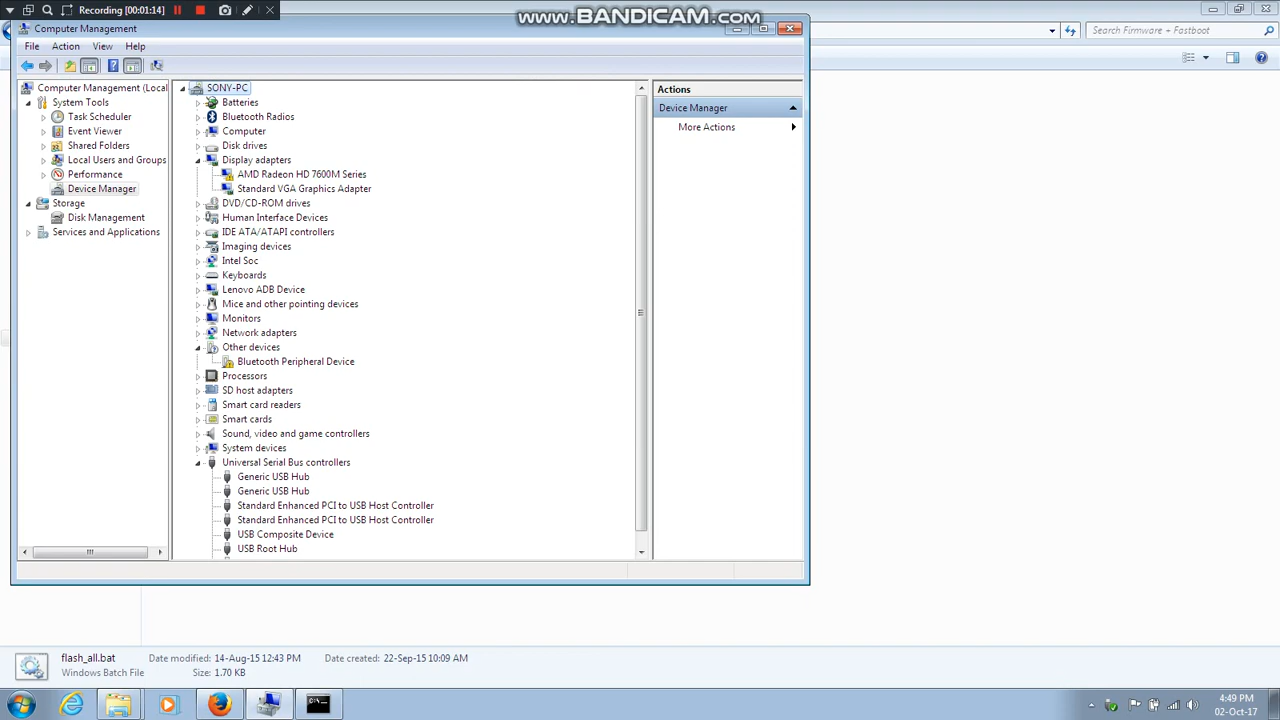 Recording [00:01:14]
www.BANDICAM.com
Computer Management
Search Firmware + Fastboot
File Action View Help
Computer Management (Local
System Tools
Task Scheduler
Event Viewer
Shared Folders
Local Users and Groups
Performance
Device Manager
Storage
Disk Management
Services and Applications
SONY-PC
Batteries
Bluetooth Radios
Computer
Disk drives
Display adapters
AMD Radeon HD 7600M Series
Standard VGA Graphics Adapter
DVD/CD-ROM drives
Human Interface Devices
IDE ATA/ATAPI controllers
Imaging devices
Intel Soc
Keyboards
Lenovo ADB Device
Mice and other pointing devices
Monitors
Network adapters
Other devices
Bluetooth Peripheral Device
Processors
SD host adapters
Smart card readers
Smart cards
Sound, video and game controllers
System devices
Universal Serial Bus controllers
Generic USB Hub
Generic USB Hub
Standard Enhanced PCI to USB Host Controller
Standard Enhanced PCI to USB Host Controller
USB Composite Device
USB Root Hub
Actions
Device Manager
More Actions
flash_all.bat Date modified: 14-Aug-15 12:43 PM Date created: 22-Sep-15 10:09 AM
Windows Batch File Size: 1.70 KB
4:49 PM
02-Oct-17